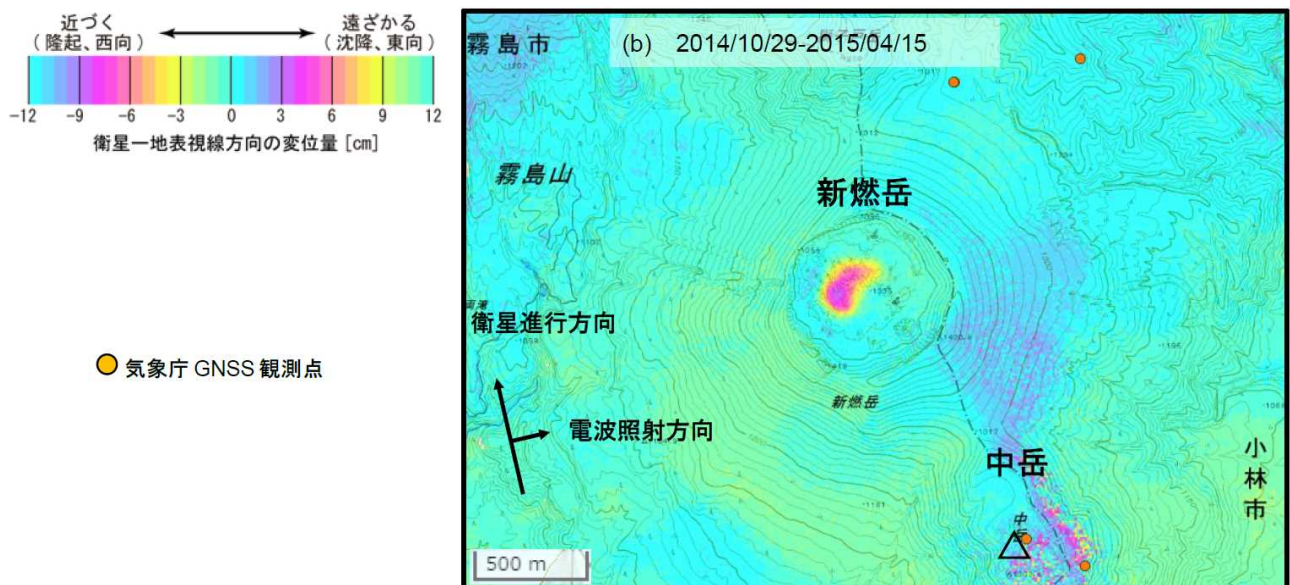 近づく
(隆起、西向)
遠ざかる
(沈降、東向)
-12 -9 -6 -3 0 3 6 9 12
衛星ー地表視線方向の変位量 [cm]
気象庁 GNSS 観測点
(b) 2014/10/29-2015/04/15
霧島市
霧島山
新燃岳
衛星進行方向
新燃岳
電波照射方向
中岳
小林市
中岳
500 m